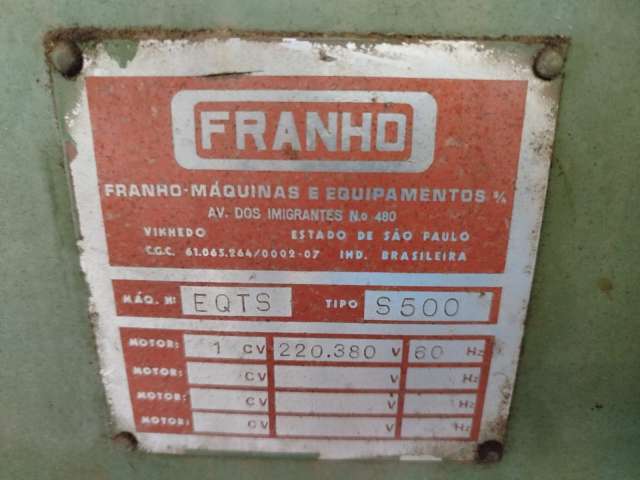 FRANHO
FRANHO-MÁQUINAS E EQUIPAMENTOS S/A
AV. DOS IMIGRANTES N.o 480
VINHEDO ESTADO DE SÃO PAULO
C.G.C. 61.065.264/0002-07 IND. BRASILEIRA
MÁQ. Nº EQTS TIPO S500
MOTOR: 1 CV 220.380 V 60 Hz
MOTOR: CV V Hz
MOTOR: CV V Hz
MOTOR: CV V Hz